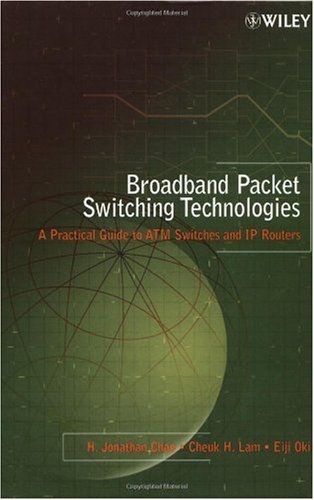 WILEY
Broadband Packet
Switching Technologies
A Practical Guide to ATM Switches and IP Routers
H. Jonathan Chao • Cheuk H. Lam • Eiji Oki